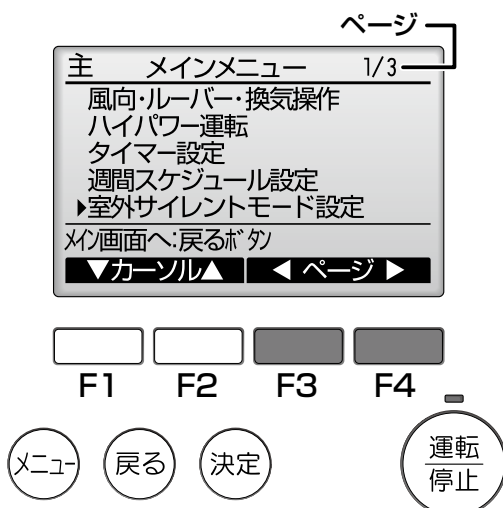 ページ
主 メインメニュー 1/3
風向・ルーバー・換気操作
ハイパワー運転
タイマー設定
週間スケジュール設定
▶室外サイレントモード設定
メイン画面へ:戻るボタン
▼カーソル▲ ◀ ページ ▶
F1 F2 F3 F4
メニュー 戻る 決定 運転
停止